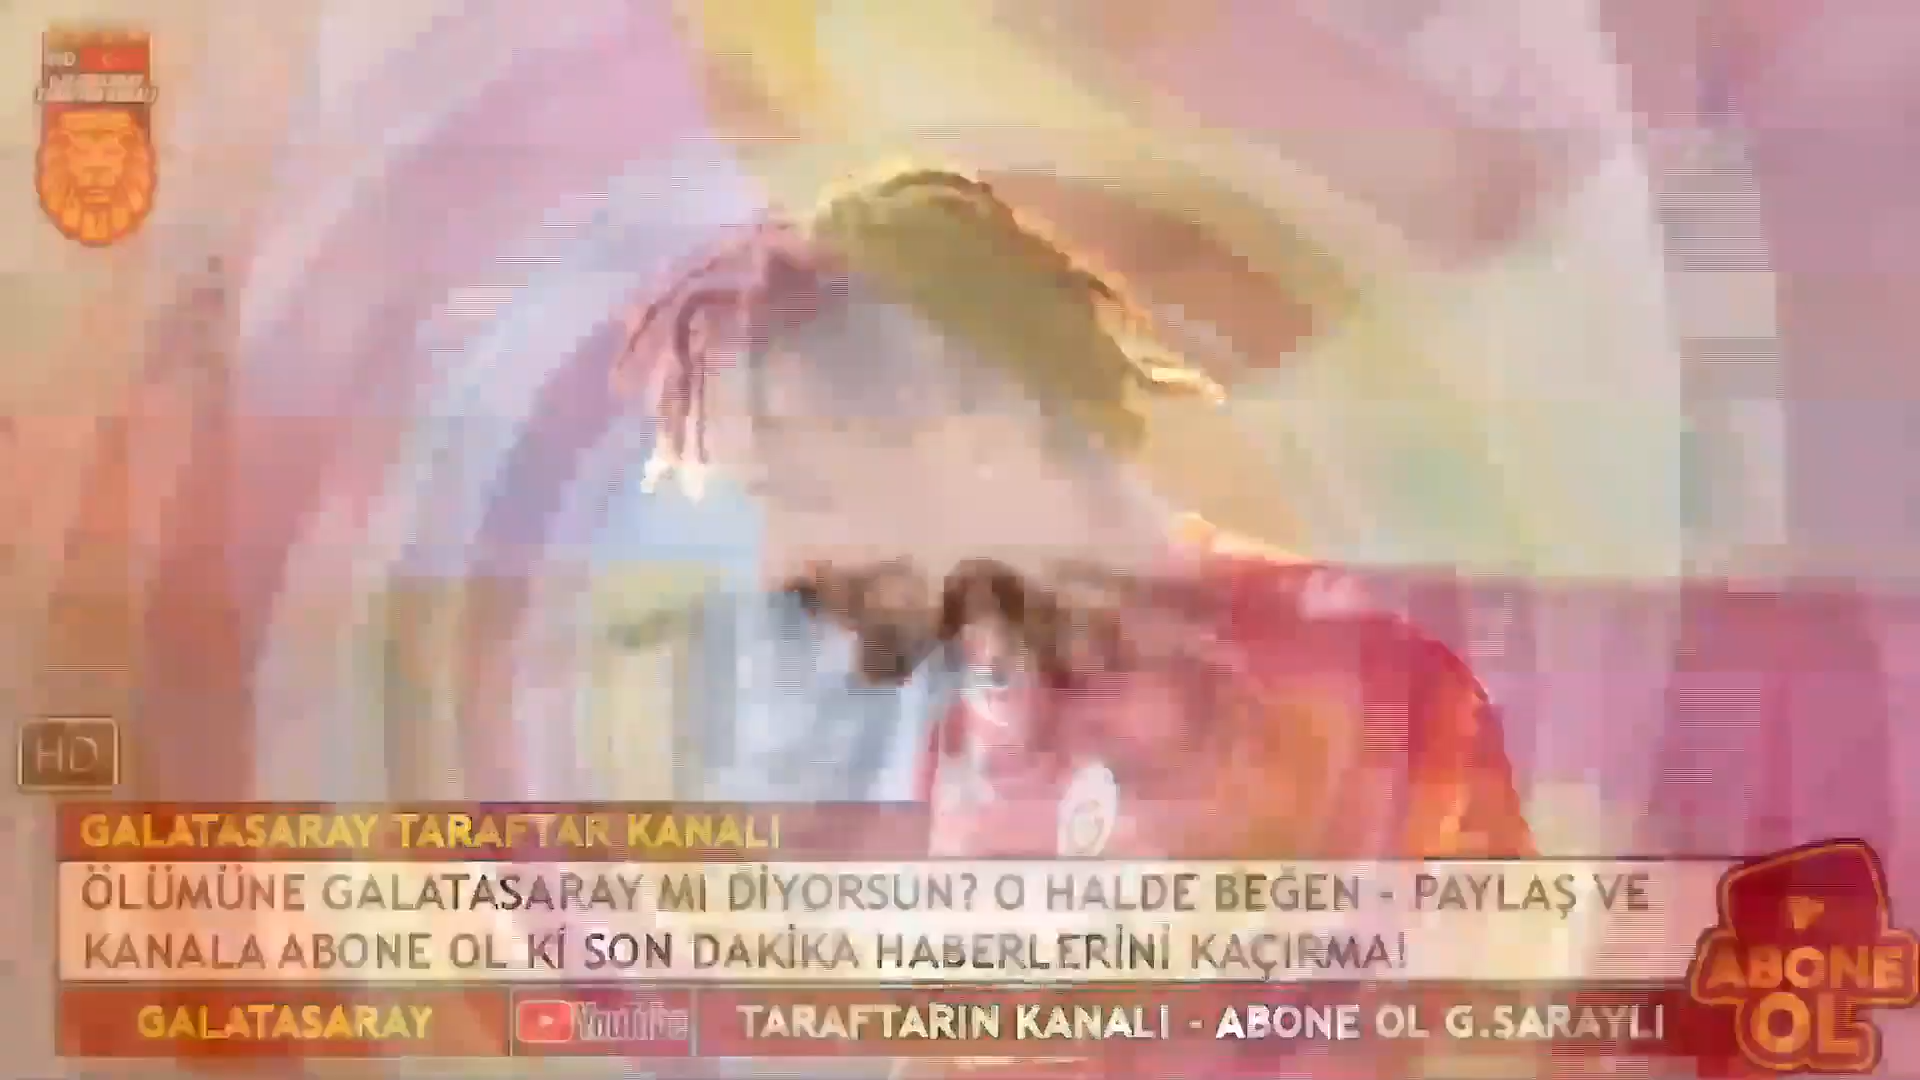 HD
GALATASARAY TARAFTAR KANALI
ÖLÜMÜNE GALATASARAY MI DİYORSUN? O HALDE BEĞEN - PAYLAŞ VE
KANALA ABONE OL Kİ SON DAKİKA HABERLERİNİ KAÇIRMA!
GALATASARAY
YouTube
TARAFTARIN KANALI - ABONE OL G.SARAYLI
ABONE
OL
HD